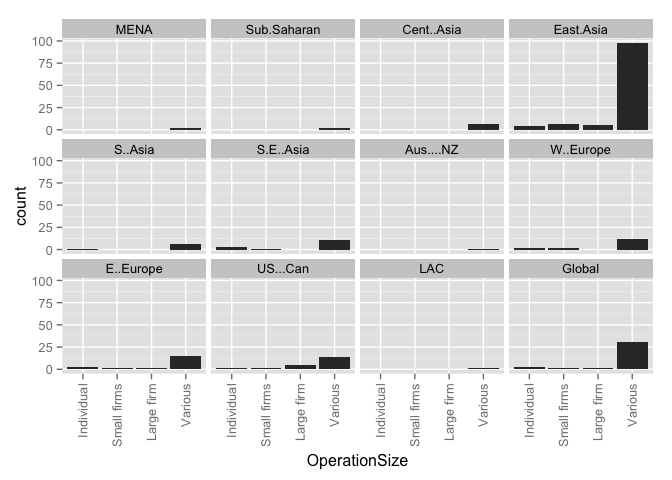 MENA Sub.Saharan Cent..Asia East.Asia
100
75
50
25
0
S..Asia S.E..Asia Aus....NZ W..Europe
100
75
50
25
0
E..Europe US...Can LAC Global
100
75
50
25
0
count
Individual Small firms Large firm Various Individual Small firms Large firm Various Individual Small firms Large firm Various Individual Small firms Large firm Various
OperationSize